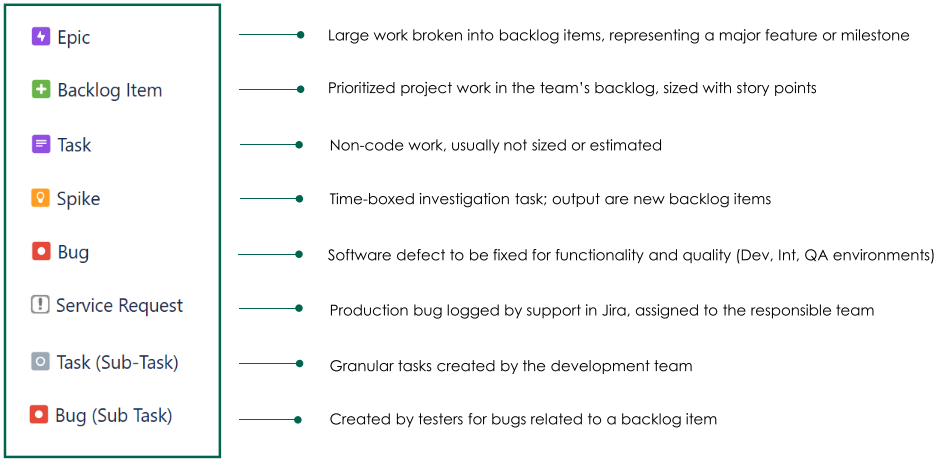 Epic
Large work broken into backlog items, representing a major feature or milestone
Backlog Item
Prioritized project work in the team’s backlog, sized with story points
Task
Non-code work, usually not sized or estimated
Spike
Time-boxed investigation task; output are new backlog items
Bug
Software defect to be fixed for functionality and quality (Dev, Int, QA environments)
Service Request
Production bug logged by support in Jira, assigned to the responsible team
Task (Sub-Task)
Granular tasks created by the development team
Bug (Sub Task)
Created by testers for bugs related to a backlog item